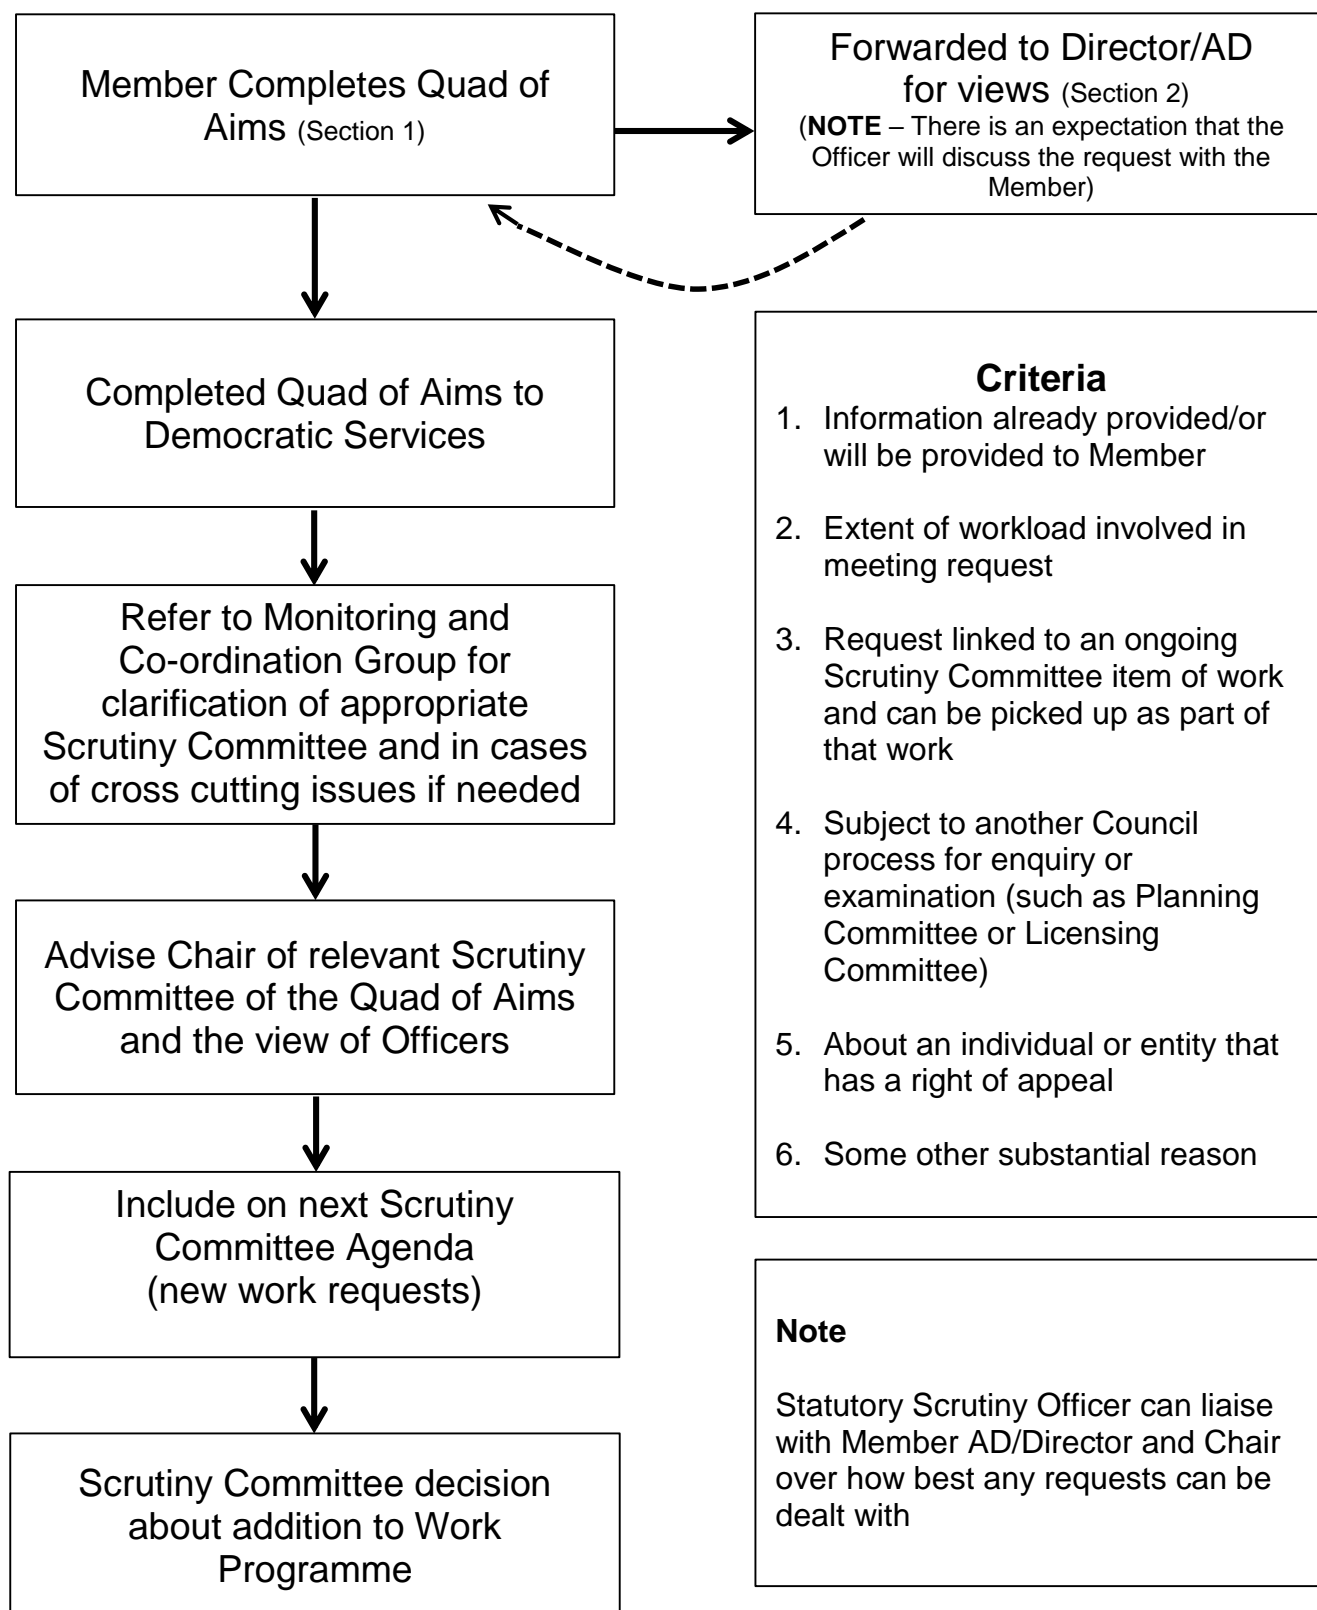 Member Completes Quad of
Aims (Section 1)
Forwarded to Director/AD
for views (Section 2)
(NOTE – There is an expectation that the
Officer will discuss the request with the
Member)
Completed Quad of Aims to
Democratic Services
Refer to Monitoring and
Co-ordination Group for
clarification of appropriate
Scrutiny Committee and in cases
of cross cutting issues if needed
Advise Chair of relevant Scrutiny
Committee of the Quad of Aims
and the view of Officers
Include on next Scrutiny
Committee Agenda
(new work requests)
Scrutiny Committee decision
about addition to Work
Programme
Criteria
1. Information already provided/or
will be provided to Member
2. Extent of workload involved in
meeting request
3. Request linked to an ongoing
Scrutiny Committee item of work
and can be picked up as part of
that work
4. Subject to another Council
process for enquiry or
examination (such as Planning
Committee or Licensing
Committee)
5. About an individual or entity that
has a right of appeal
6. Some other substantial reason
Note
Statutory Scrutiny Officer can liaise
with Member AD/Director and Chair
over how best any requests can be
dealt with